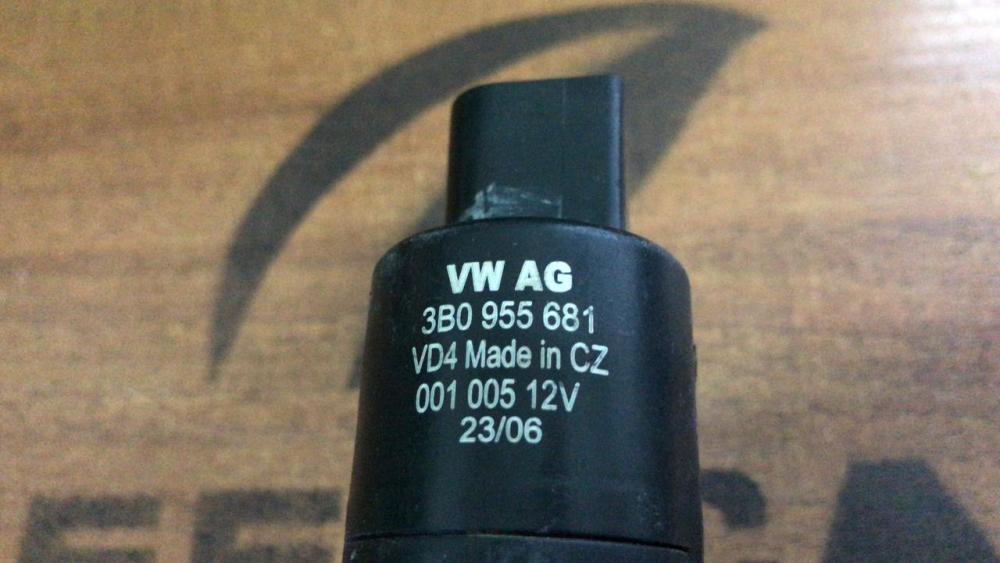 VW AG
3B0 955 681
VD4 Made in CZ
001 005 12V
23/06